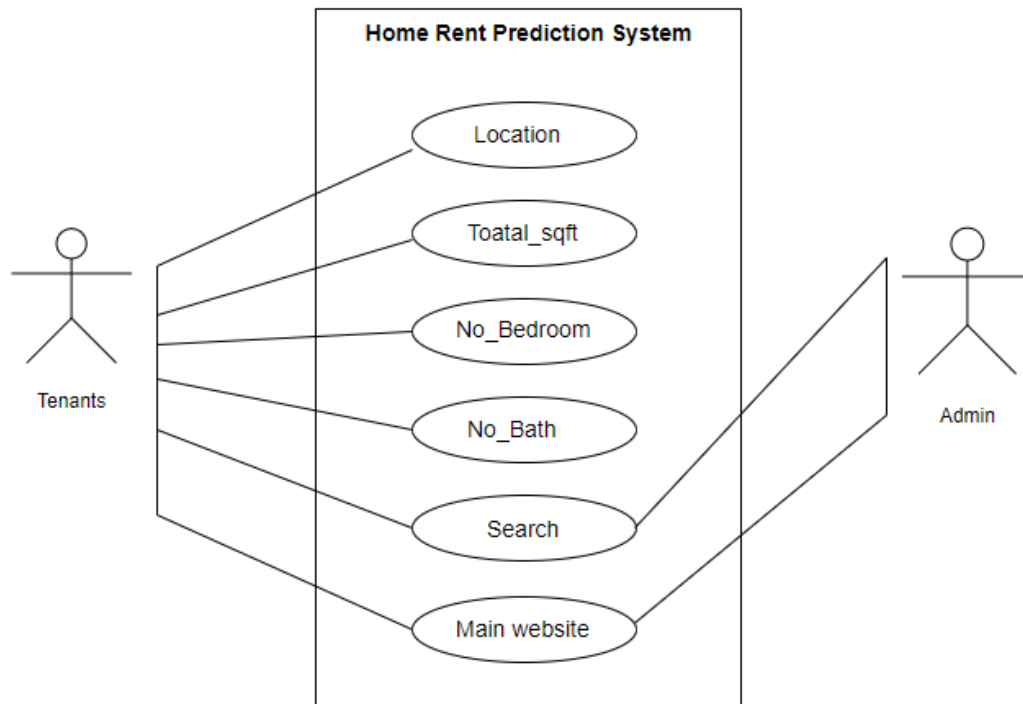 Home Rent Prediction System
Location
Toatal_sqft
No_Bedroom
Tenants
No_Bath
Admin
Search
Main website